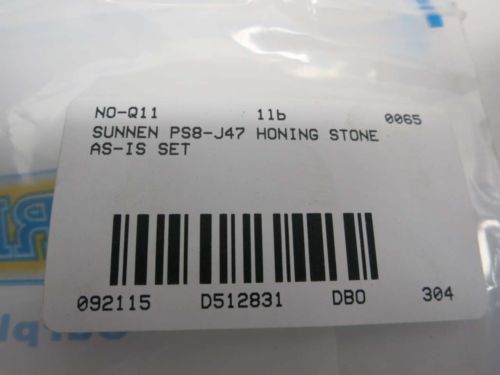 NO-Q11 1lb 0065
SUNNEN PS8-J47 HONING STONE
AS-IS SET
092115 D512831 DBO 304